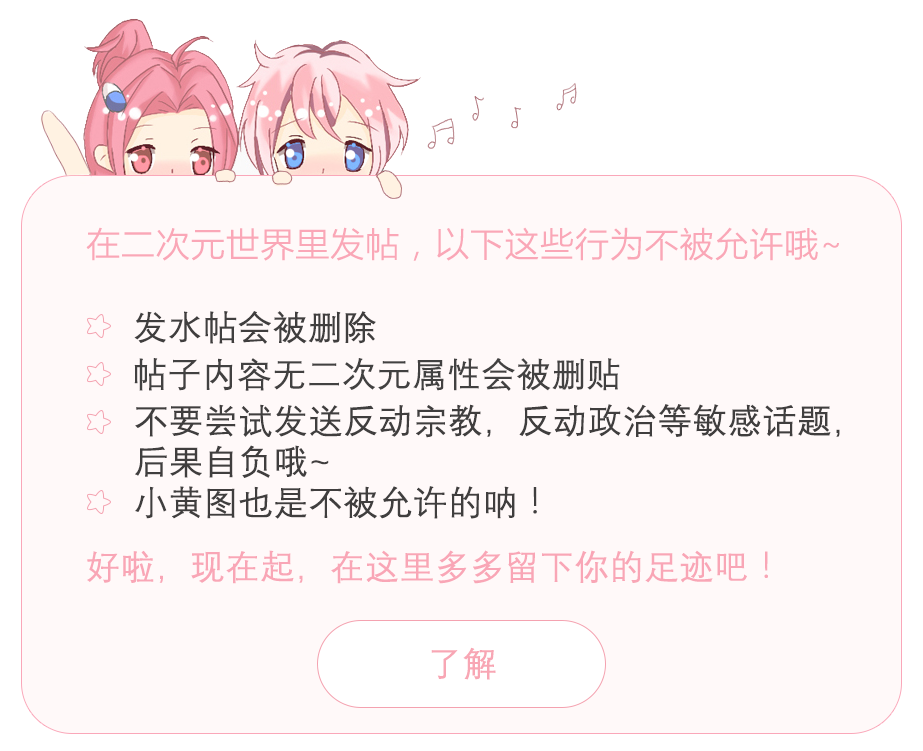 在二次元世界里发帖，以下这些行为不被允许哦~
发水帖会被删除
帖子内容无二次元属性会被删贴
不要尝试发送反动宗教，反动政治等敏感话题，
后果自负哦~
小黄图也是不被允许的呐！
好啦，现在起，在这里多多留下你的足迹吧！
了解